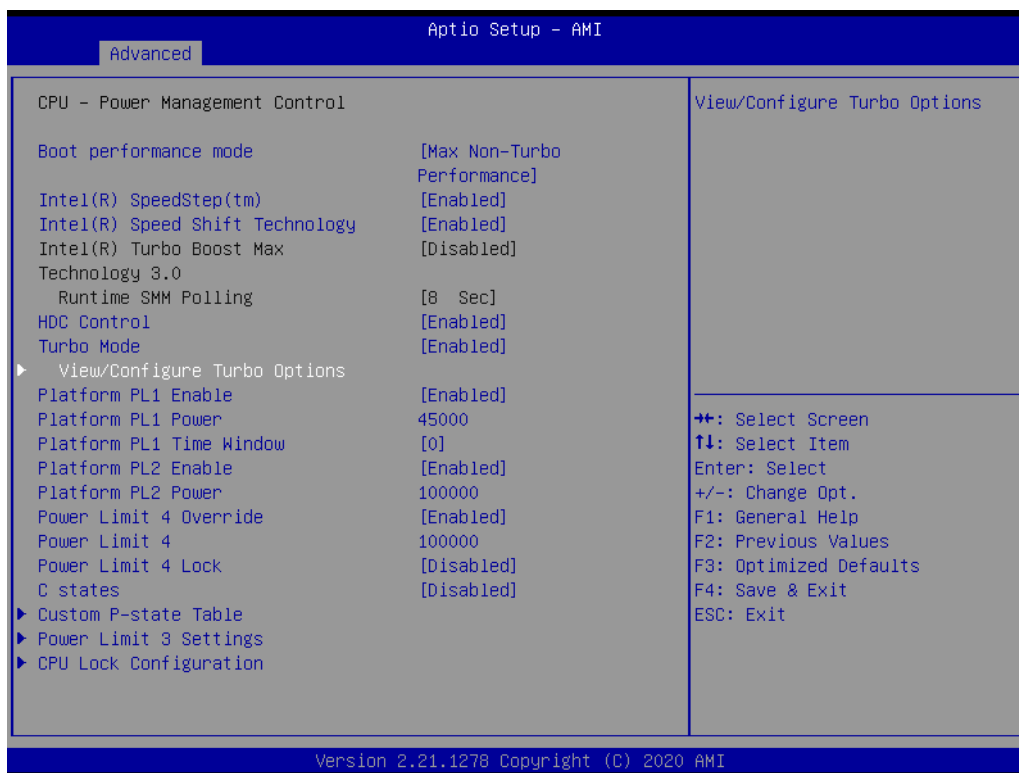 Aptio Setup – AMI
Advanced
CPU – Power Management Control
View/Configure Turbo Options
Boot performance mode [Max Non-Turbo
Performance]
Intel(R) SpeedStep(tm) [Enabled]
Intel(R) Speed Shift Technology [Enabled]
Intel(R) Turbo Boost Max [Disabled]
Technology 3.0
Runtime SMM Polling [8 Sec]
HDC Control [Enabled]
Turbo Mode [Enabled]
View/Configure Turbo Options
Platform PL1 Enable [Enabled]
Platform PL1 Power 45000
Platform PL1 Time Window [0]
Platform PL2 Enable [Enabled]
Platform PL2 Power 100000
Power Limit 4 Override [Enabled]
Power Limit 4 100000
Power Limit 4 Lock [Disabled]
C states [Disabled]
Custom P-state Table
Power Limit 3 Settings
CPU Lock Configuration
→←: Select Screen
↑↓: Select Item
Enter: Select
+/-: Change Opt.
F1: General Help
F2: Previous Values
F3: Optimized Defaults
F4: Save & Exit
ESC: Exit
Version 2.21.1278 Copyright (C) 2020 AMI